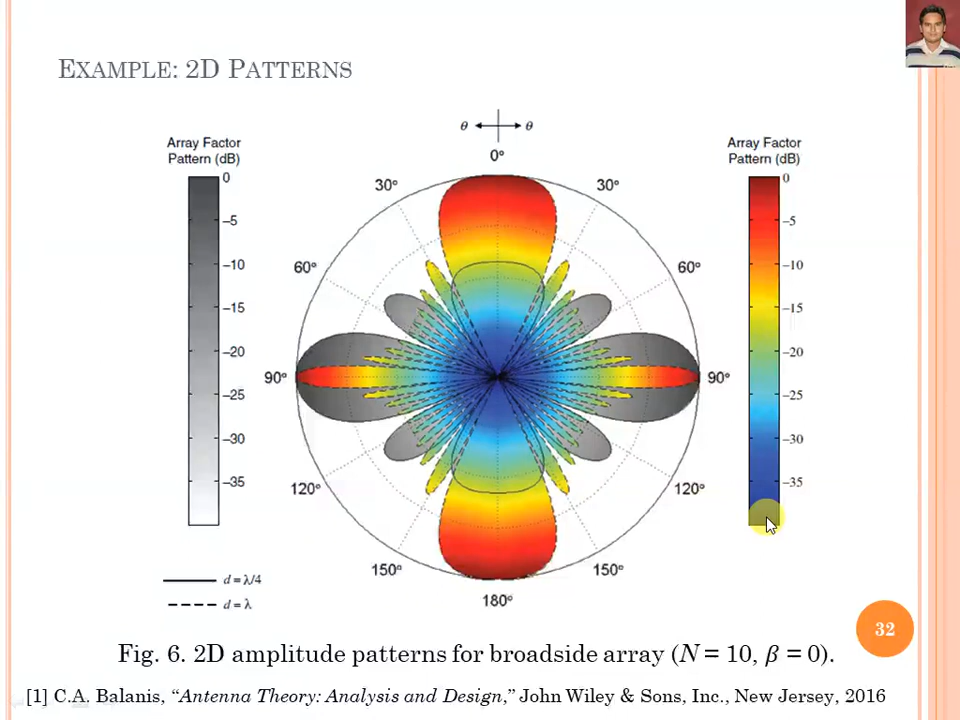 EXAMPLE: 2D PATTERNS
θ θ
0°
30° 30°
60° 60°
90° 90°
120° 120°
150° 150°
180°
Array Factor
Pattern (dB)
0
−5
−10
−15
−20
−25
−30
−35
Array Factor
Pattern (dB)
0
−5
−10
−15
−20
−25
−30
−35
d = λ/4
d = λ
32
Fig. 6. 2D amplitude patterns for broadside array (N = 10, β = 0).
[1] C.A. Balanis, “Antenna Theory: Analysis and Design,” John Wiley & Sons, Inc., New Jersey, 2016